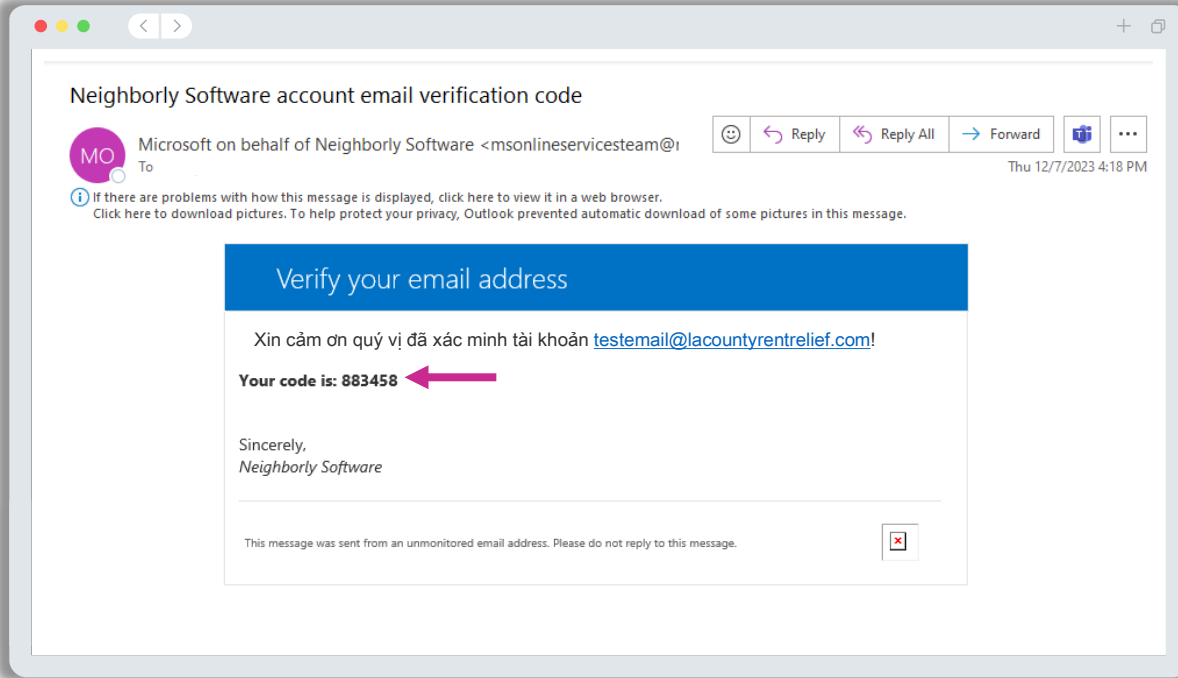 Neighborly Software account email verification code
MO
Microsoft on behalf of Neighborly Software <msonlineservicesteam@
Reply
Reply All
Forward
To
Thu 12/7/2023 4:18 PM
If there are problems with how this message is displayed, click here to view it in a web browser.
Click here to download pictures. To help protect your privacy, Outlook prevented automatic download of some pictures in this message.
Verify your email address
Xin cảm ơn quý vị đã xác minh tài khoản testemail@lacountyrentrelief.com!
Your code is: 883458
Sincerely,
Neighborly Software
This message was sent from an unmonitored email address. Please do not reply to this message.